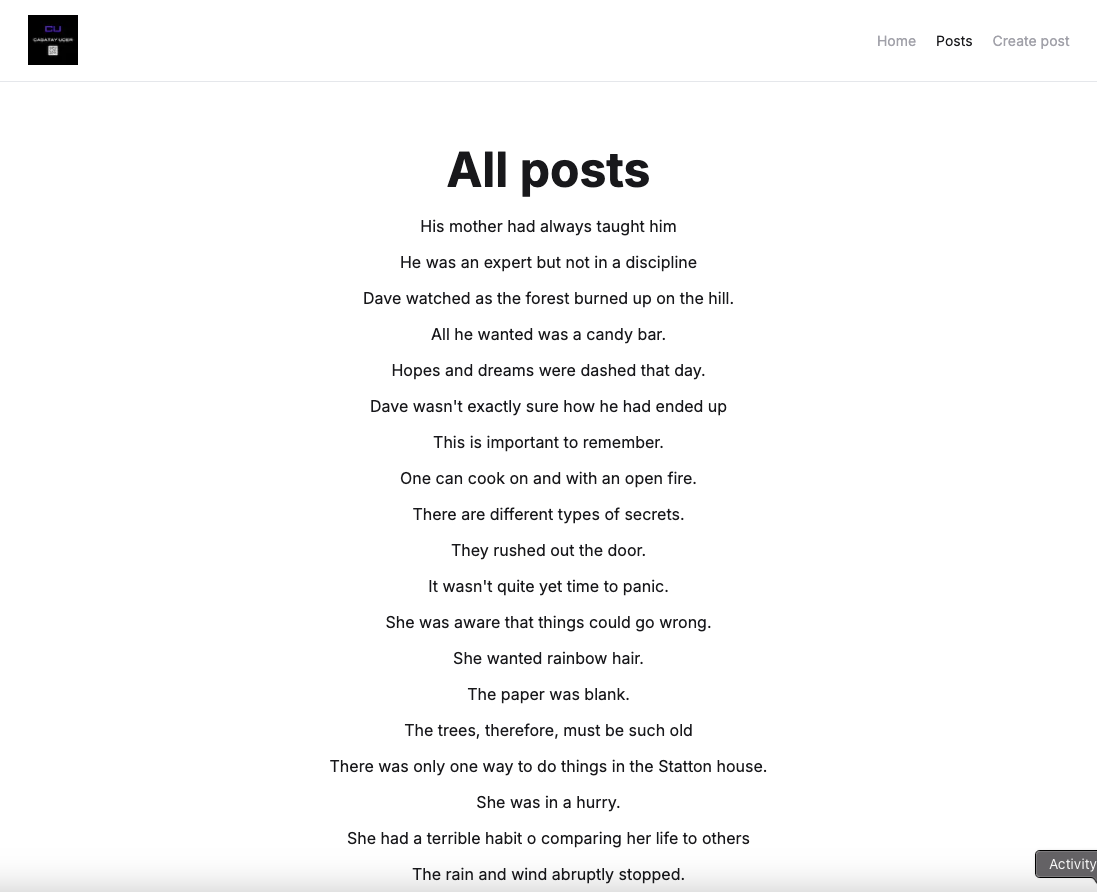 CU
CAGATAY UCER
Home Posts Create post
All posts
His mother had always taught him
He was an expert but not in a discipline
Dave watched as the forest burned up on the hill.
All he wanted was a candy bar.
Hopes and dreams were dashed that day.
Dave wasn't exactly sure how he had ended up
This is important to remember.
One can cook on and with an open fire.
There are different types of secrets.
They rushed out the door.
It wasn't quite yet time to panic.
She was aware that things could go wrong.
She wanted rainbow hair.
The paper was blank.
The trees, therefore, must be such old
There was only one way to do things in the Statton house.
She was in a hurry.
She had a terrible habit o comparing her life to others
The rain and wind abruptly stopped.
Activity